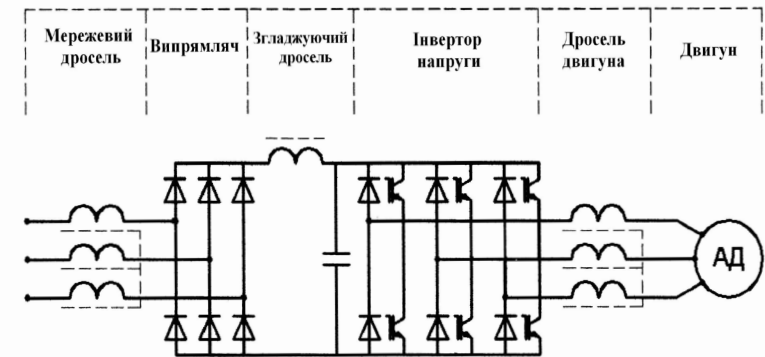 Мережевий
дросель
Випрямляч
Згладжуючий
дросель
Інвертор
напруги
Дросель
двигуна
Двигун
АД